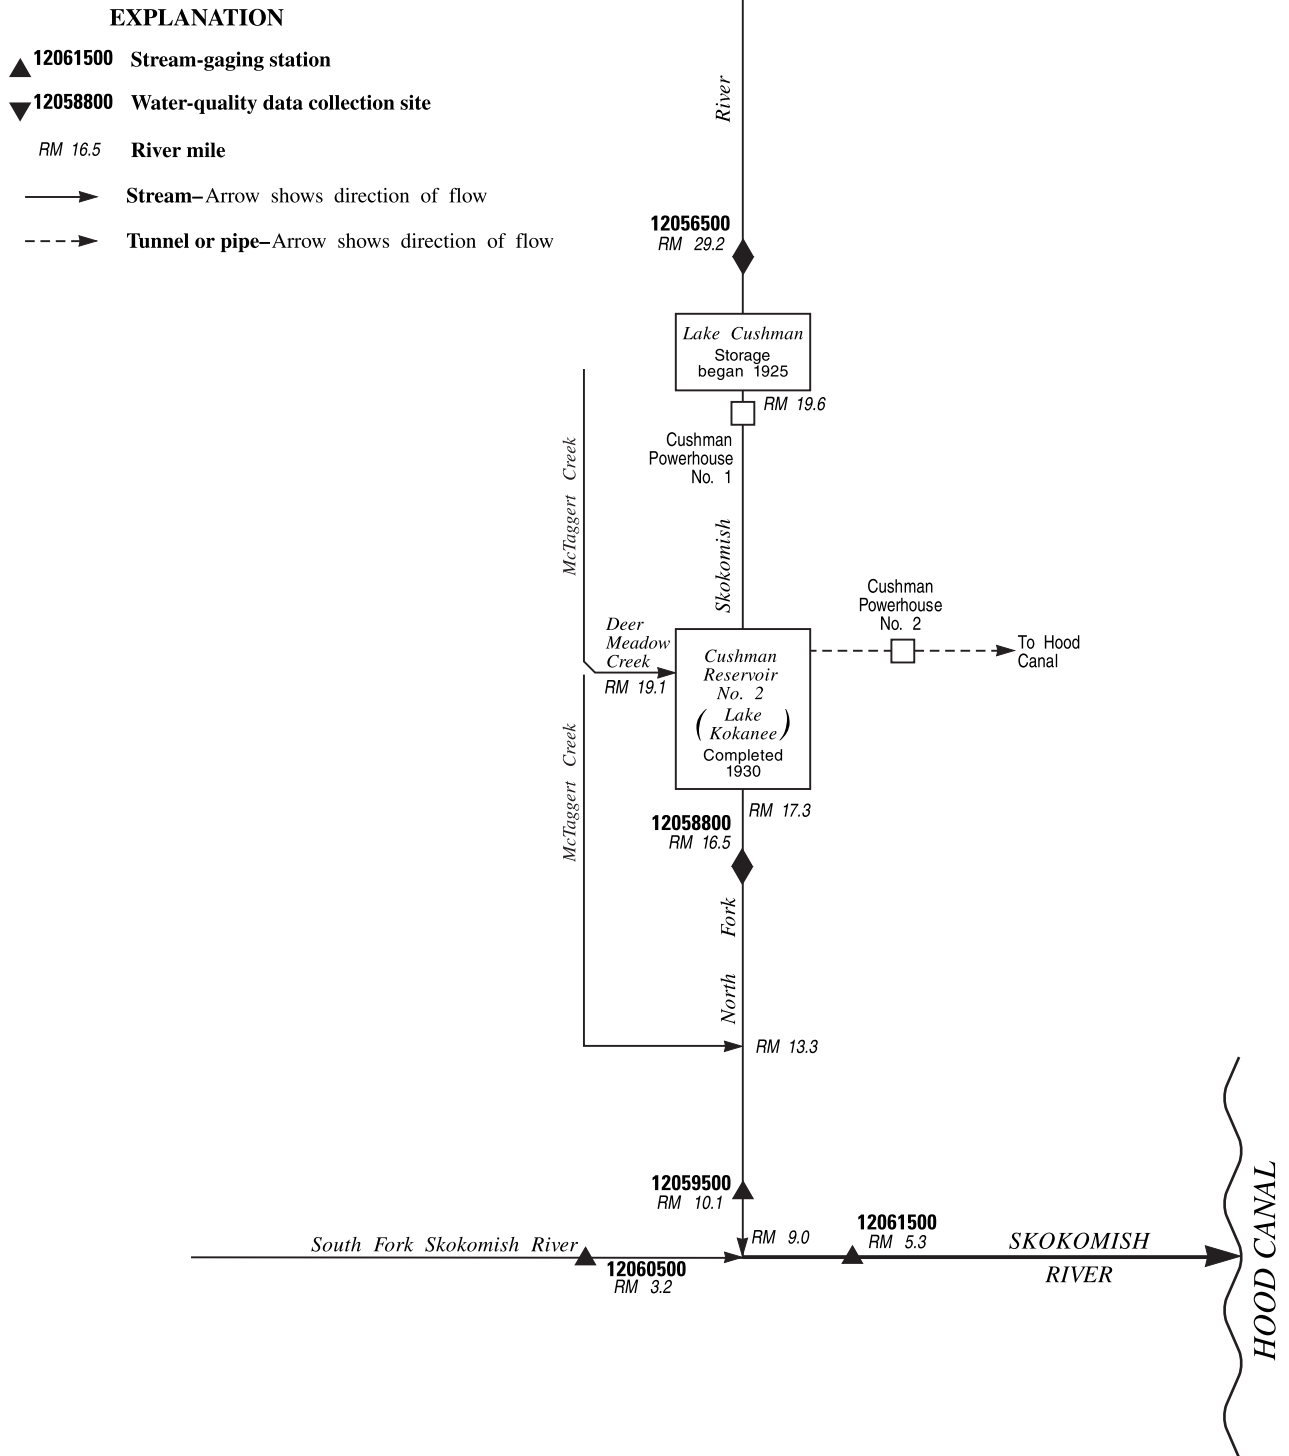 EXPLANATION
12061500 Stream-gaging station
12058800 Water-quality data collection site
RM 16.5 River mile
Stream–Arrow shows direction of flow
Tunnel or pipe–Arrow shows direction of flow
River
12056500
RM 29.2
Lake Cushman
Storage
began 1925
RM 19.6
Cushman
Powerhouse
No. 1
McTaggert Creek
Skokomish
Cushman
Powerhouse
No. 2
To Hood
Canal
Deer
Meadow
Creek
RM 19.1
Cushman
Reservoir
No. 2
(Lake
Kokanee)
Completed
1930
McTaggert Creek
RM 17.3
12058800
RM 16.5
North Fork
RM 13.3
12059500
RM 10.1
RM 9.0
12061500
RM 5.3
South Fork Skokomish River
12060500
RM 3.2
SKOKOMISH
RIVER
HOOD CANAL